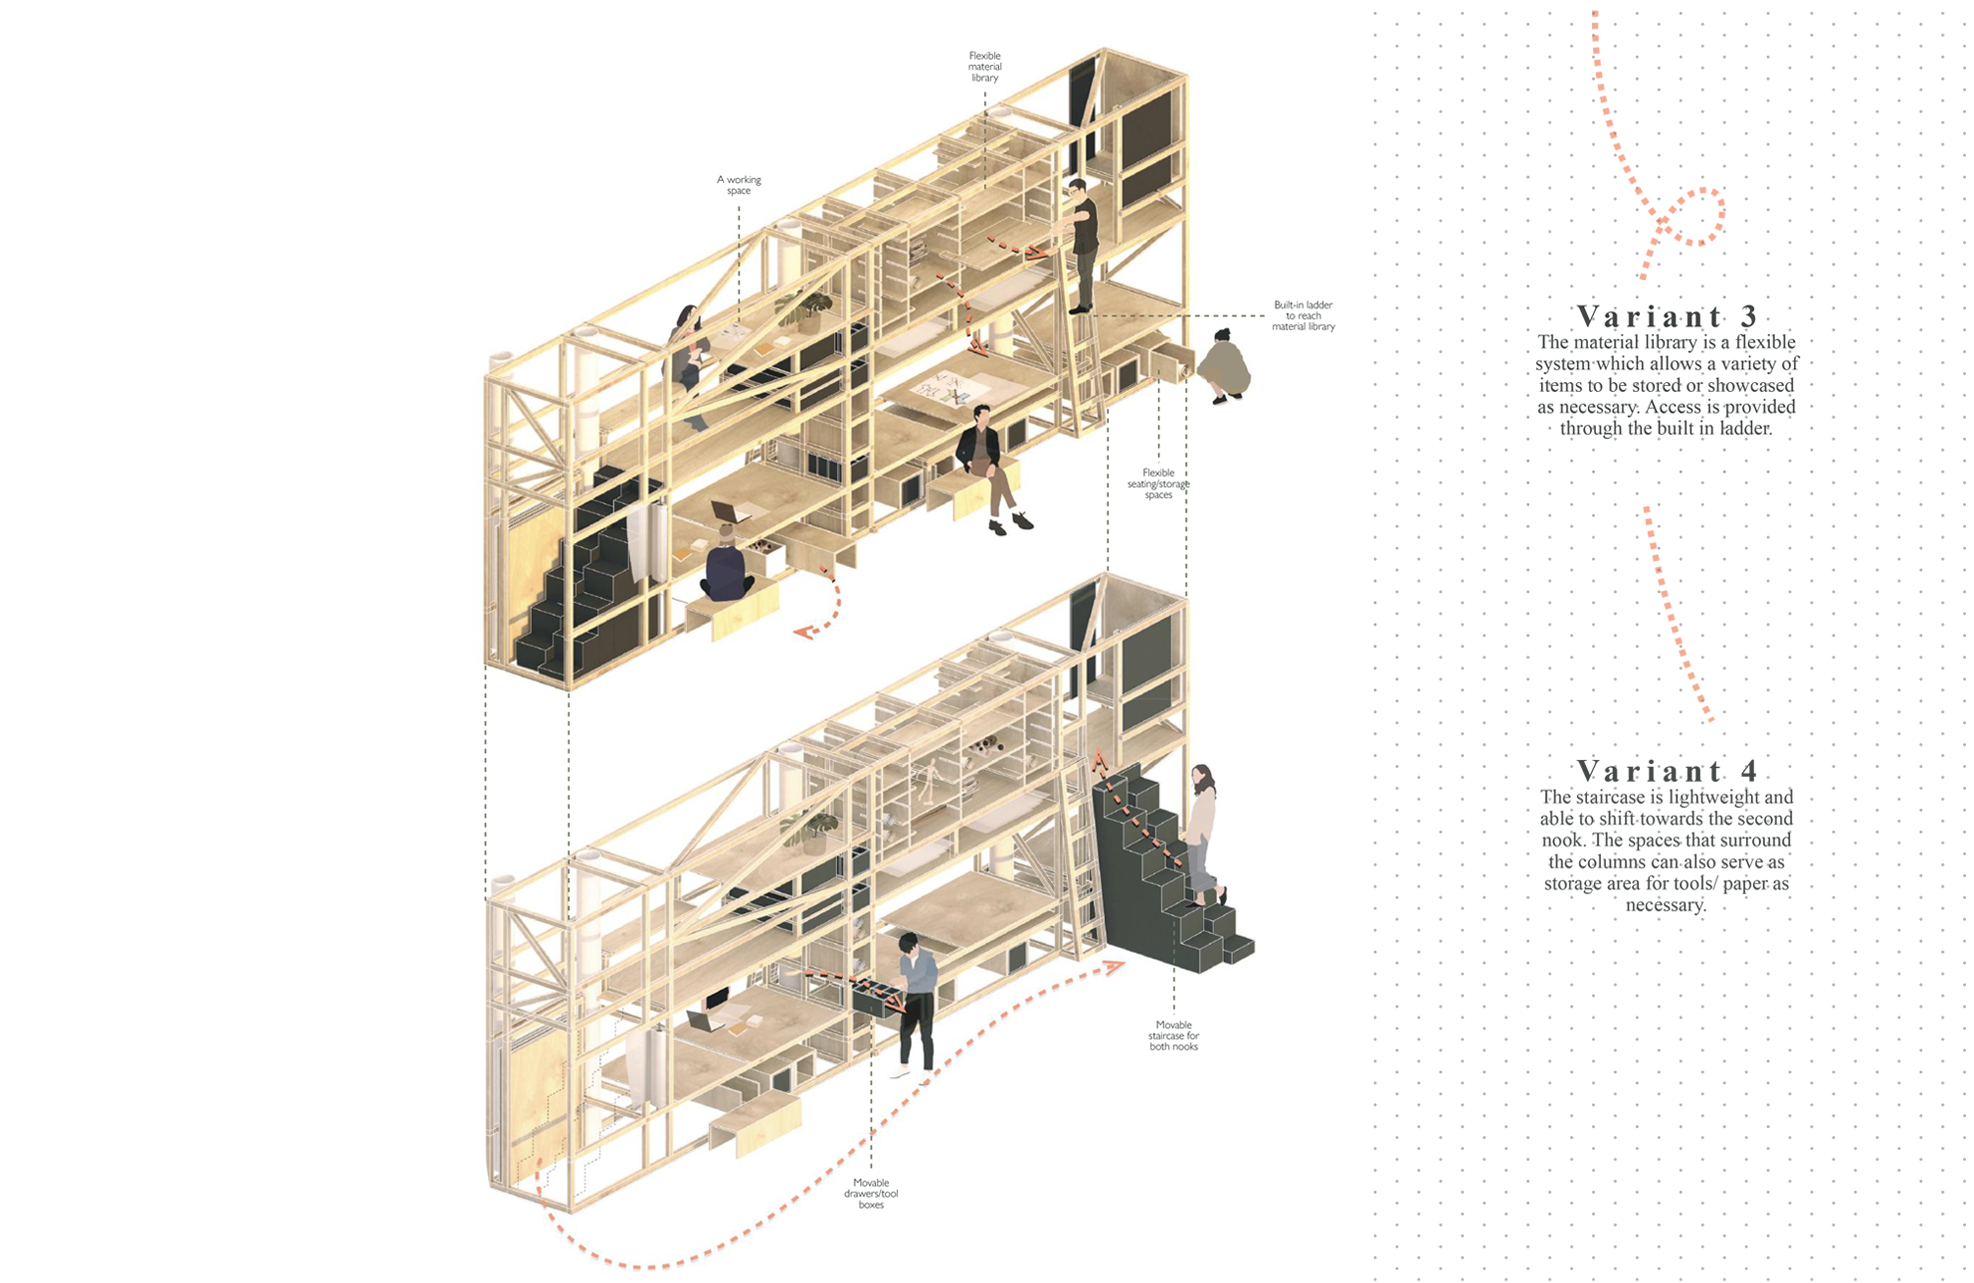 Flexible
material
library
A working
space
Built-in ladder
to reach
material library
Flexible
seating/storage
spaces
Movable
staircase for
both nooks
Movable
drawers/tool
boxes
Variant 3
The material library is a flexible
system which allows a variety of
items to be stored or showcased
as necessary. Access is provided
through the built in ladder.
Variant 4
The staircase is lightweight and
able to shift towards the second
nook. The spaces that surround
the columns can also serve as
storage area for tools/ paper as
necessary.